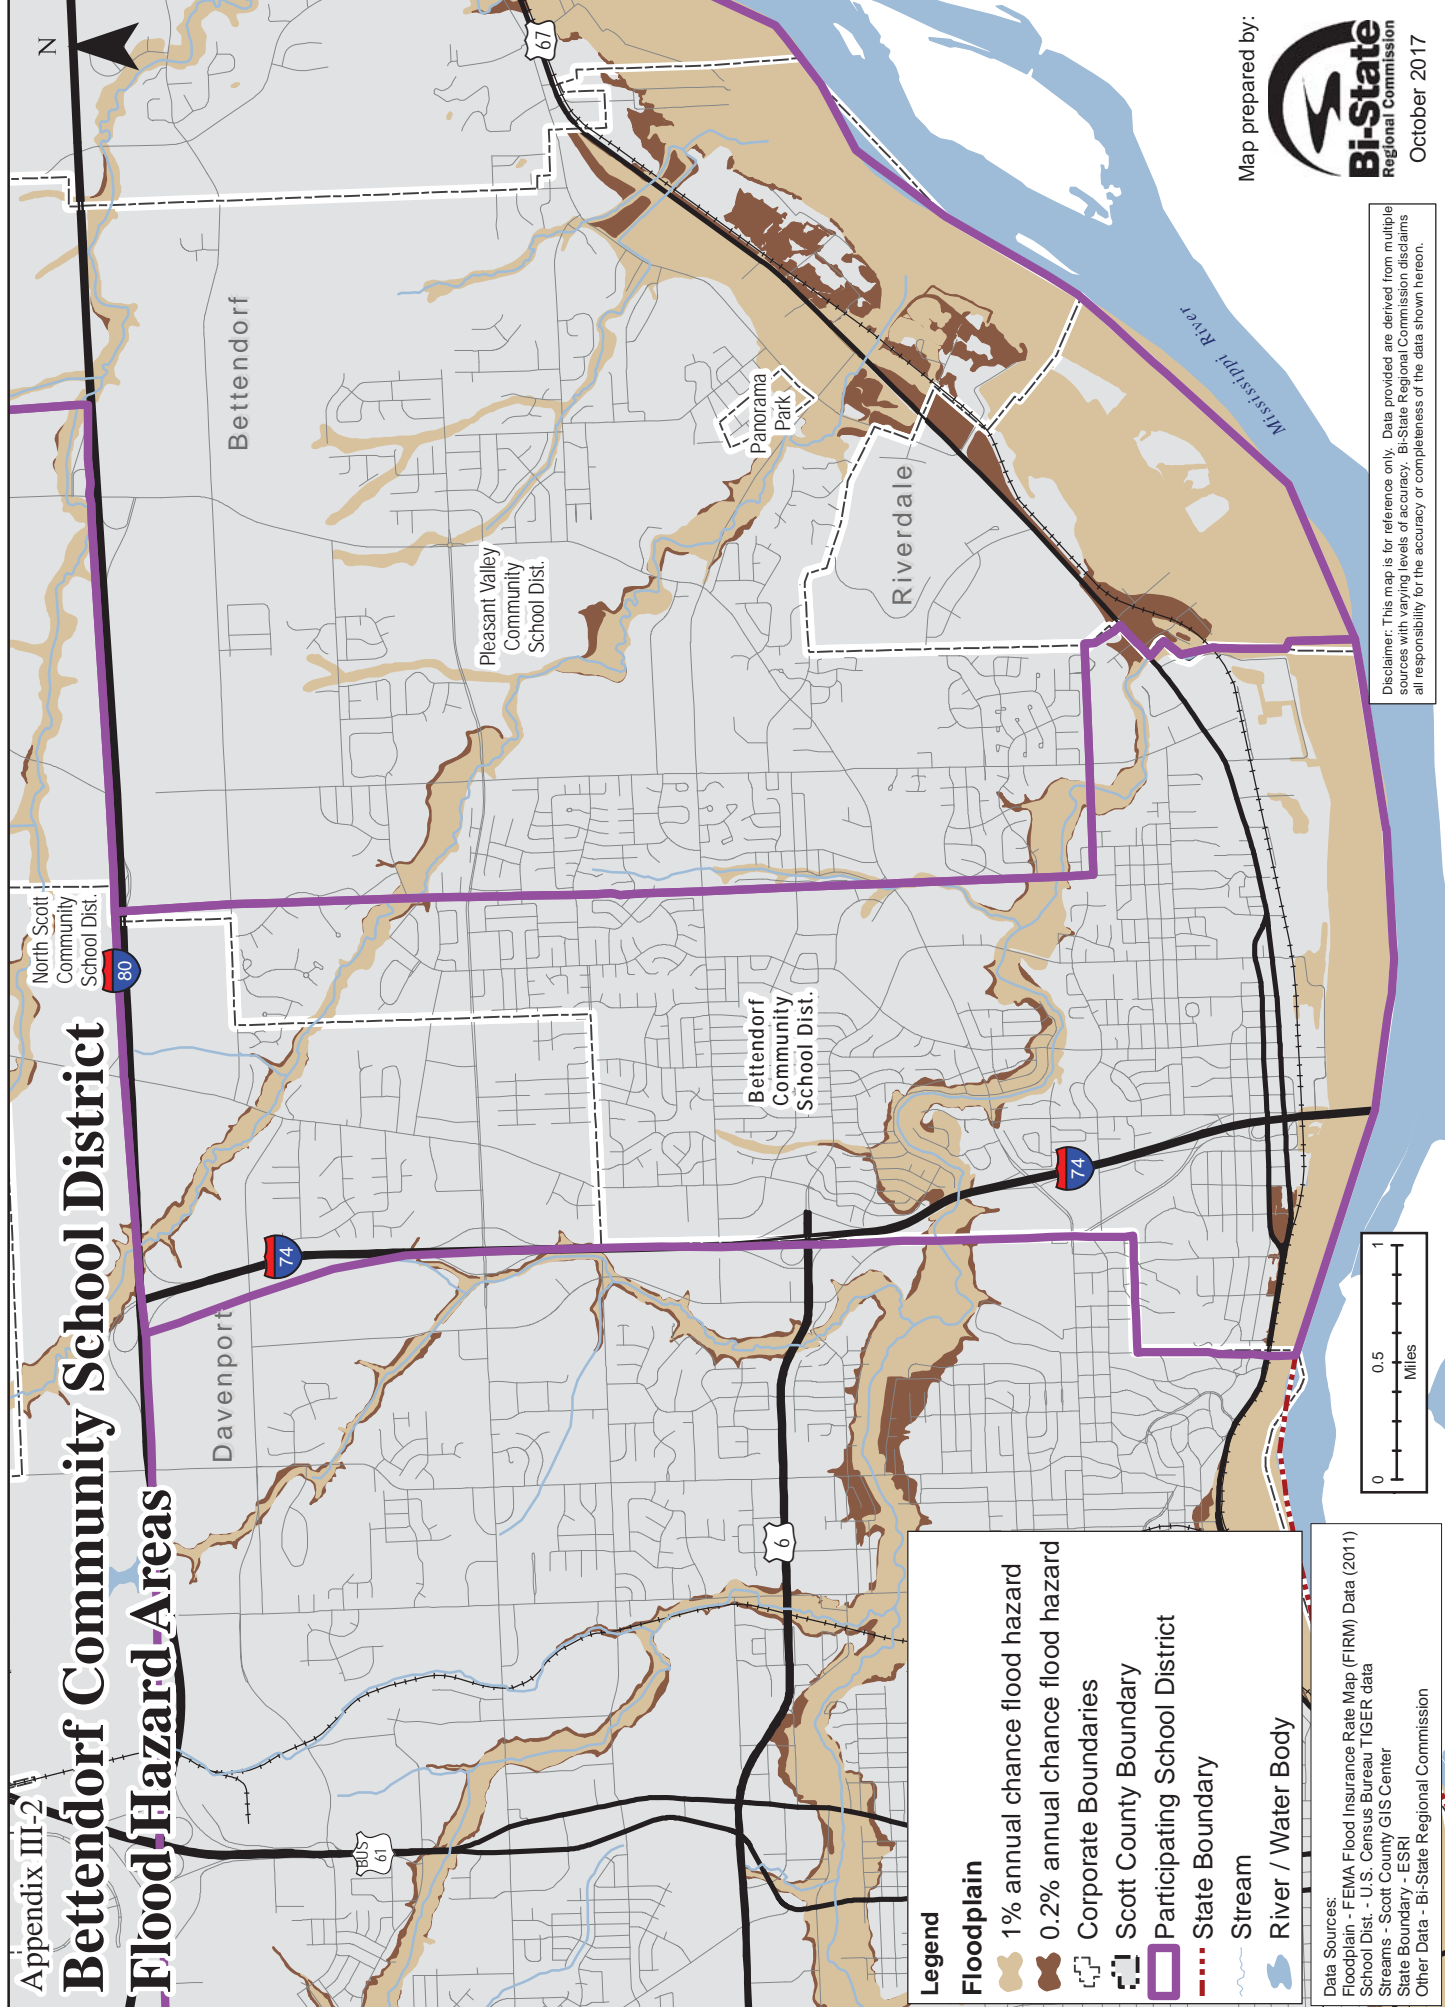 Appendix III-2
Bettendorf Community School District
Flood Hazard Areas
N
67
North Scott
Community
School Dist.
80
Bettendorf
Pleasant Valley
Community
School Dist.
Panorama
Park
Riverdale
Bettendorf
Community
School Dist.
74
74
Davenport
6
BUS
61
Mississippi River
Legend
Floodplain
1% annual chance flood hazard
0.2% annual chance flood hazard
Corporate Boundaries
Scott County Boundary
Participating School District
State Boundary
Stream
River / Water Body
Data Sources:
Floodplain - FEMA Flood Insurance Rate Map (FIRM) Data (2011)
School Dist. - U.S. Census Bureau TIGER data
Streams - Scott County GIS Center
State Boundary - ESRI
Other Data - Bi-State Regional Commission
0 0.5 1
Miles
Disclaimer: This map is for reference only. Data provided are derived from multiple
sources with varying levels of accuracy. Bi-State Regional Commission disclaims
all responsibility for the accuracy or completeness of the data shown hereon.
Map prepared by:
Bi-State
Regional Commission
October 2017